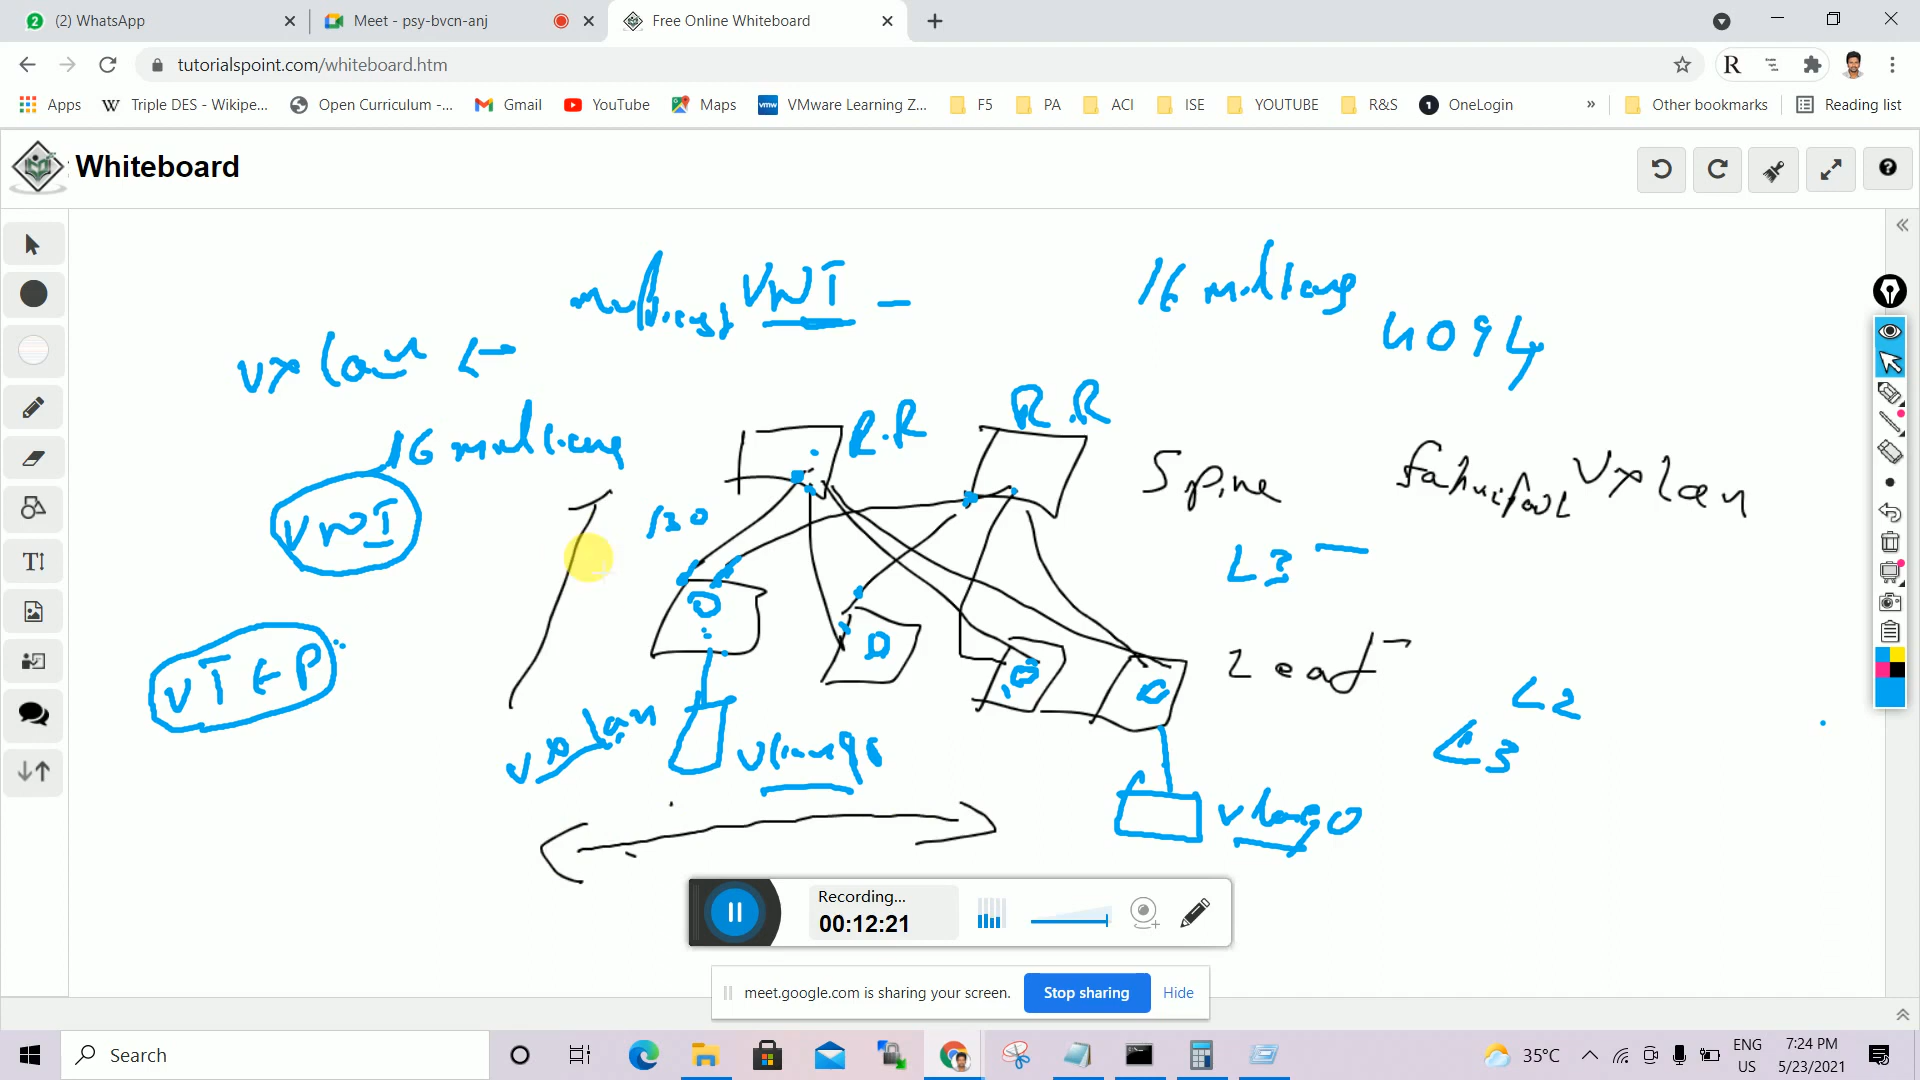 (2) WhatsApp
Meet - psy-bvcn-anj
Free Online Whiteboard
tutorialspoint.com/whiteboard.htm
R
Apps
Triple DES - Wikipe...
Open Curriculum -...
Gmail
YouTube
Maps
VMware Learning Z...
F5
PA
ACI
ISE
YOUTUBE
R&S
OneLogin
»
Other bookmarks
Reading list
Whiteboard
multicast VNI -
16 million
4094
vxlan
R.R
R.R
16 million
VNI
130
Spine
Vxlan
L3
VTEP
Leaf
L2
L3
vxlan
vlan
vlan
Recording...
00:12:21
meet.google.com is sharing your screen.
Stop sharing
Hide
Search
35°C
ENG
US
7:24 PM
5/23/2021